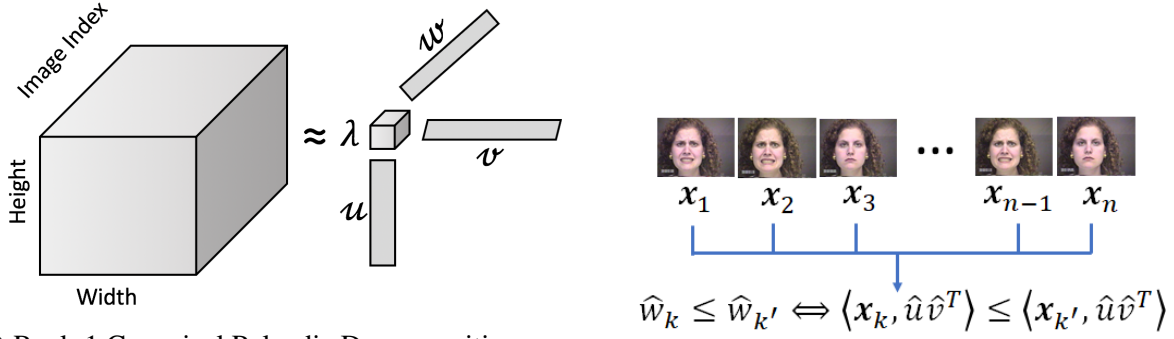 Image Index
Height
Width
≈ λ
w
v
u
x₁ x₂ x₃ ... xₙ₋₁ xₙ
ŵₖ ≤ ŵₖ′ ⟺ ⟨xₖ, ûv̂ᵀ⟩ ≤ ⟨xₖ′, ûv̂ᵀ⟩